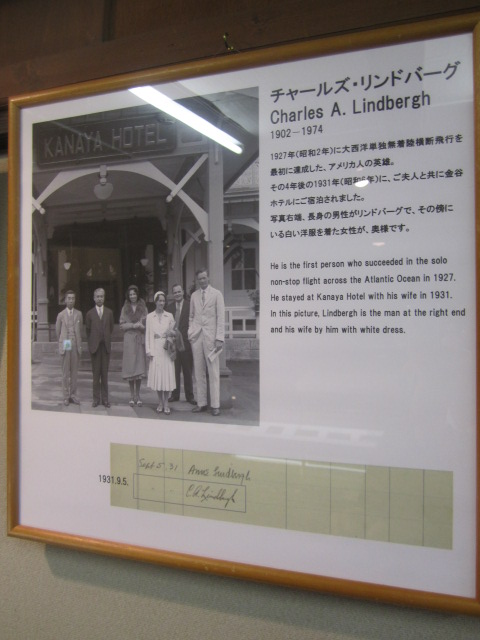 KANAYA HOTEL
チャールズ・リンドバーグ
Charles A. Lindbergh
1902－1974
1927年(昭和2年)に大西洋単独無着陸横断飛行を
最初に達成した、アメリカ人の英雄。
その4年後の1931年(昭和6年)に、ご夫人と共に金谷
ホテルにご宿泊されました。
写真右端、長身の男性がリンドバーグで、その傍に
いる白い洋服を着た女性が、奥様です。
He is the first person who succeeded in the solo
non-stop flight across the Atlantic Ocean in 1927.
He stayed at Kanaya Hotel with his wife in 1931.
In this picture, Lindbergh is the man at the right end
and his wife by him with white dress.
1931.9.5.
Sept 5 31 Anne Lindbergh
" " C A Lindbergh